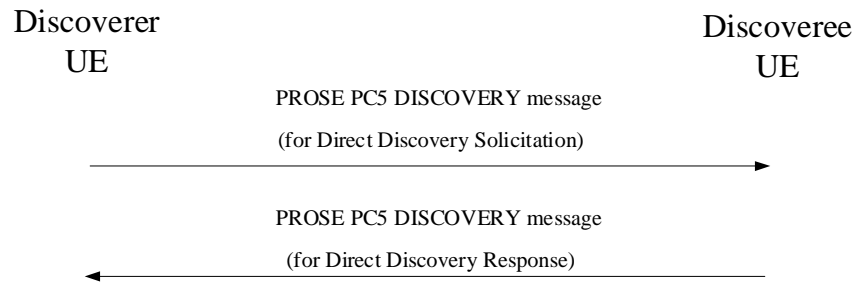 Discoverer
UE
Discoveree
UE
PROSE PC5 DISCOVERY message
(for Direct Discovery Solicitation)
PROSE PC5 DISCOVERY message
(for Direct Discovery Response)